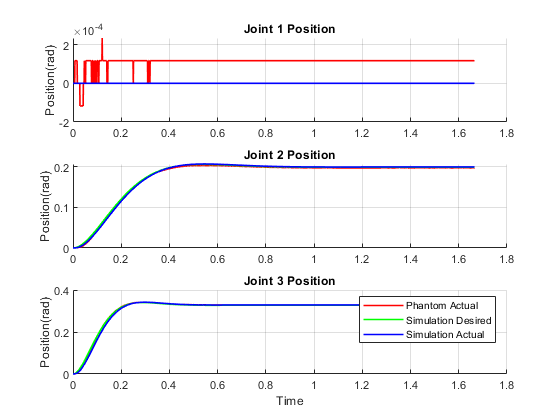 Joint 1 Position
×10⁻⁴
2
0
-2
Position(rad)
0 0.2 0.4 0.6 0.8 1 1.2 1.4 1.6 1.8
Joint 2 Position
0.2
0.1
0
Position(rad)
0 0.2 0.4 0.6 0.8 1 1.2 1.4 1.6 1.8
Joint 3 Position
0.4
0.2
0
Position(rad)
Phantom Actual
Simulation Desired
Simulation Actual
0 0.2 0.4 0.6 0.8 1 1.2 1.4 1.6 1.8
Time